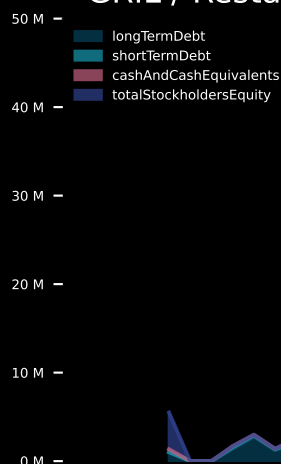 50 M
longTermDebt
shortTermDebt
cashAndCashEquivalents
totalStockholdersEquity
40 M
30 M
20 M
10 M
0 M